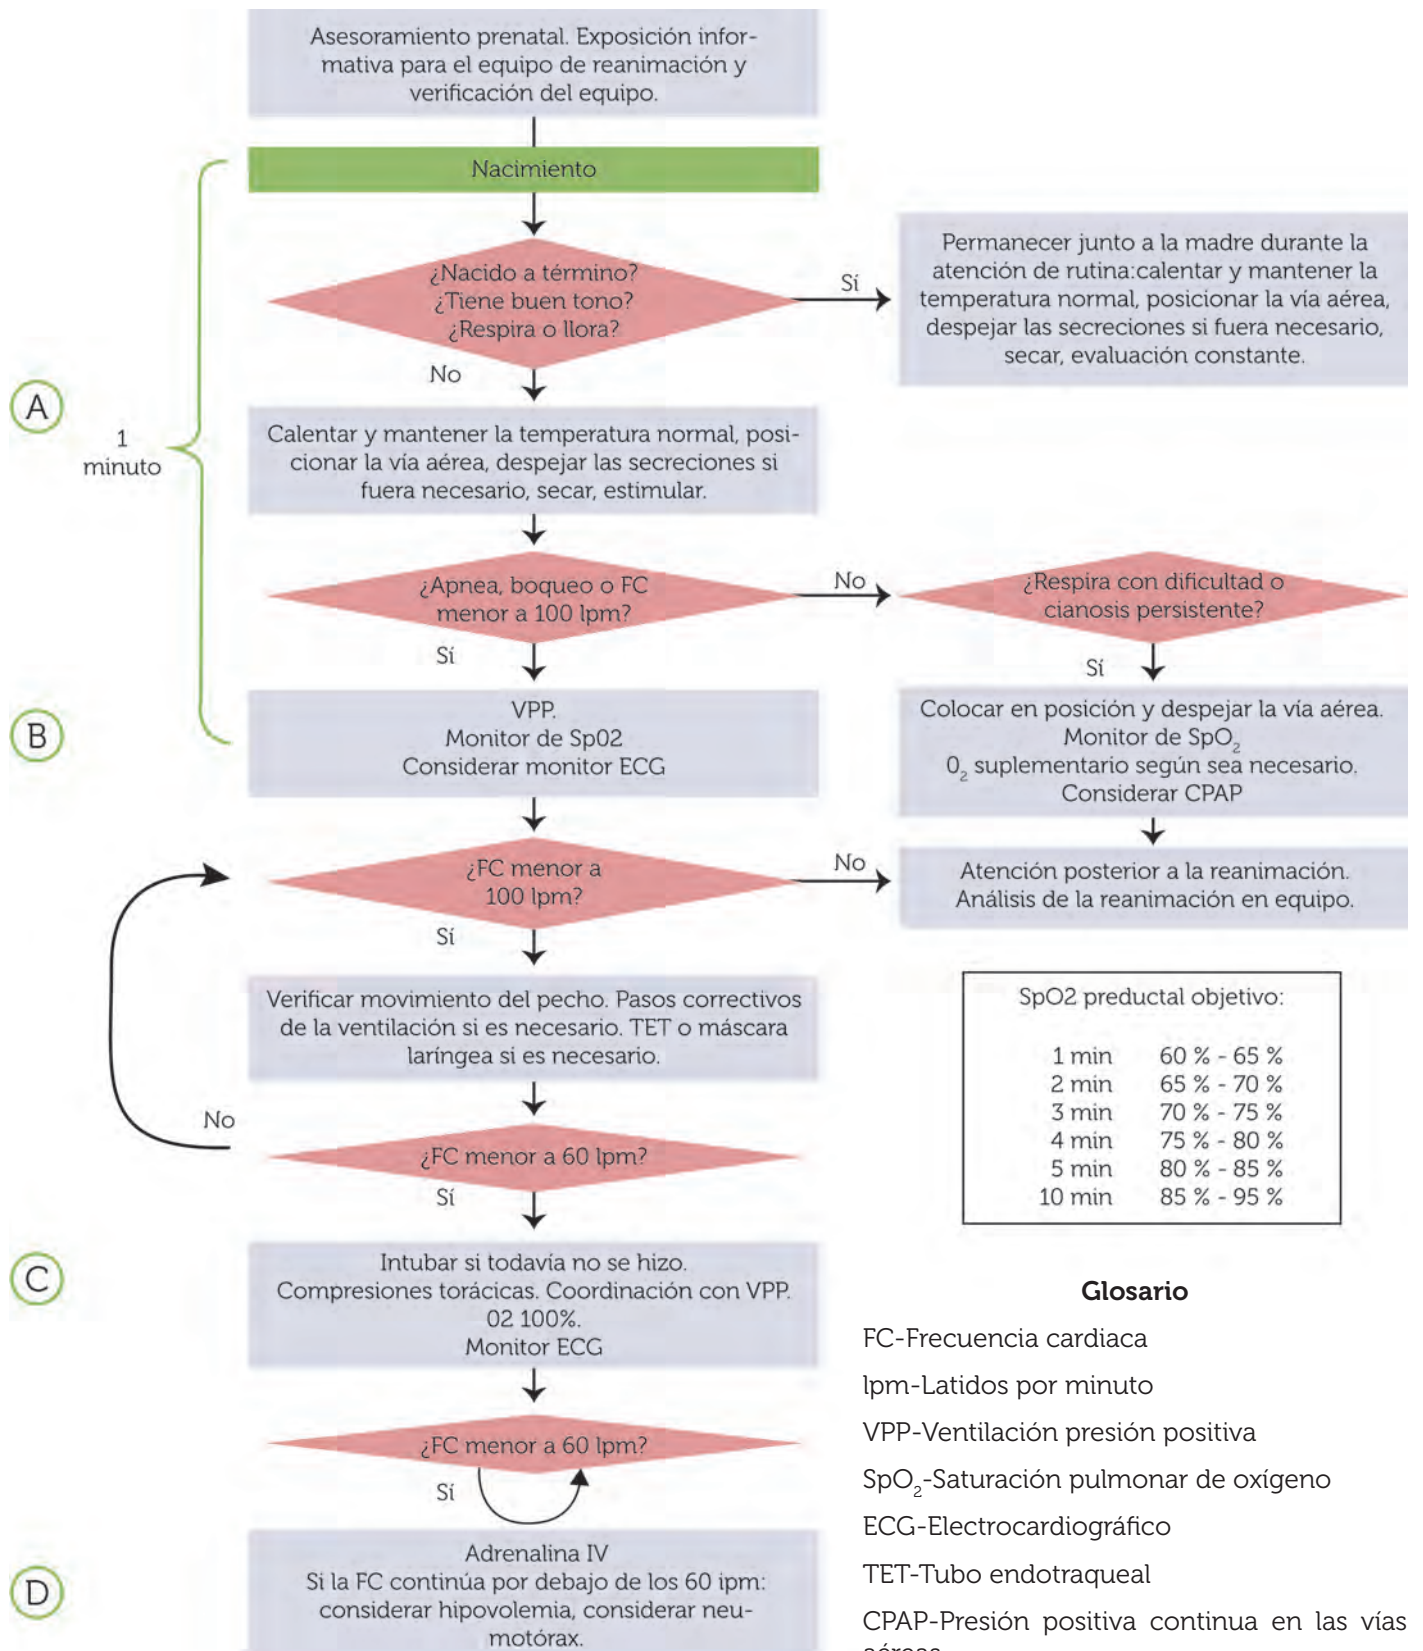 Asesoramiento prenatal. Exposición infor-
mativa para el equipo de reanimación y
verificación del equipo.
Nacimiento
¿Nacido a término?
¿Tiene buen tono?
¿Respira o llora?
Sí
Permanecer junto a la madre durante la
atención de rutina:calentar y mantener la
temperatura normal, posicionar la vía aérea,
despejar las secreciones si fuera necesario,
secar, evaluación constante.
No
A
1
minuto
Calentar y mantener la temperatura normal, posi-
cionar la vía aérea, despejar las secreciones si
fuera necesario, secar, estimular.
¿Apnea, boqueo o FC
menor a 100 lpm?
No
¿Respira con dificultad o
cianosis persistente?
Sí
Sí
B
VPP.
Monitor de Sp02
Considerar monitor ECG
Colocar en posición y despejar la vía aérea.
Monitor de SpO₂
0₂ suplementario según sea necesario.
Considerar CPAP
¿FC menor a
100 lpm?
No
Atención posterior a la reanimación.
Análisis de la reanimación en equipo.
Sí
Verificar movimiento del pecho. Pasos correctivos
de la ventilación si es necesario. TET o máscara
laríngea si es necesario.
No
¿FC menor a 60 lpm?
Sí
SpO2 preductal objetivo:
1 min 60 % - 65 %
2 min 65 % - 70 %
3 min 70 % - 75 %
4 min 75 % - 80 %
5 min 80 % - 85 %
10 min 85 % - 95 %
C
Intubar si todavía no se hizo.
Compresiones torácicas. Coordinación con VPP.
02 100%.
Monitor ECG
¿FC menor a 60 lpm?
Sí
D
Adrenalina IV
Si la FC continúa por debajo de los 60 ipm:
considerar hipovolemia, considerar neu-
motórax.
Glosario
FC-Frecuencia cardiaca
lpm-Latidos por minuto
VPP-Ventilación presión positiva
SpO₂-Saturación pulmonar de oxígeno
ECG-Electrocardiográfico
TET-Tubo endotraqueal
CPAP-Presión positiva continua en las vías